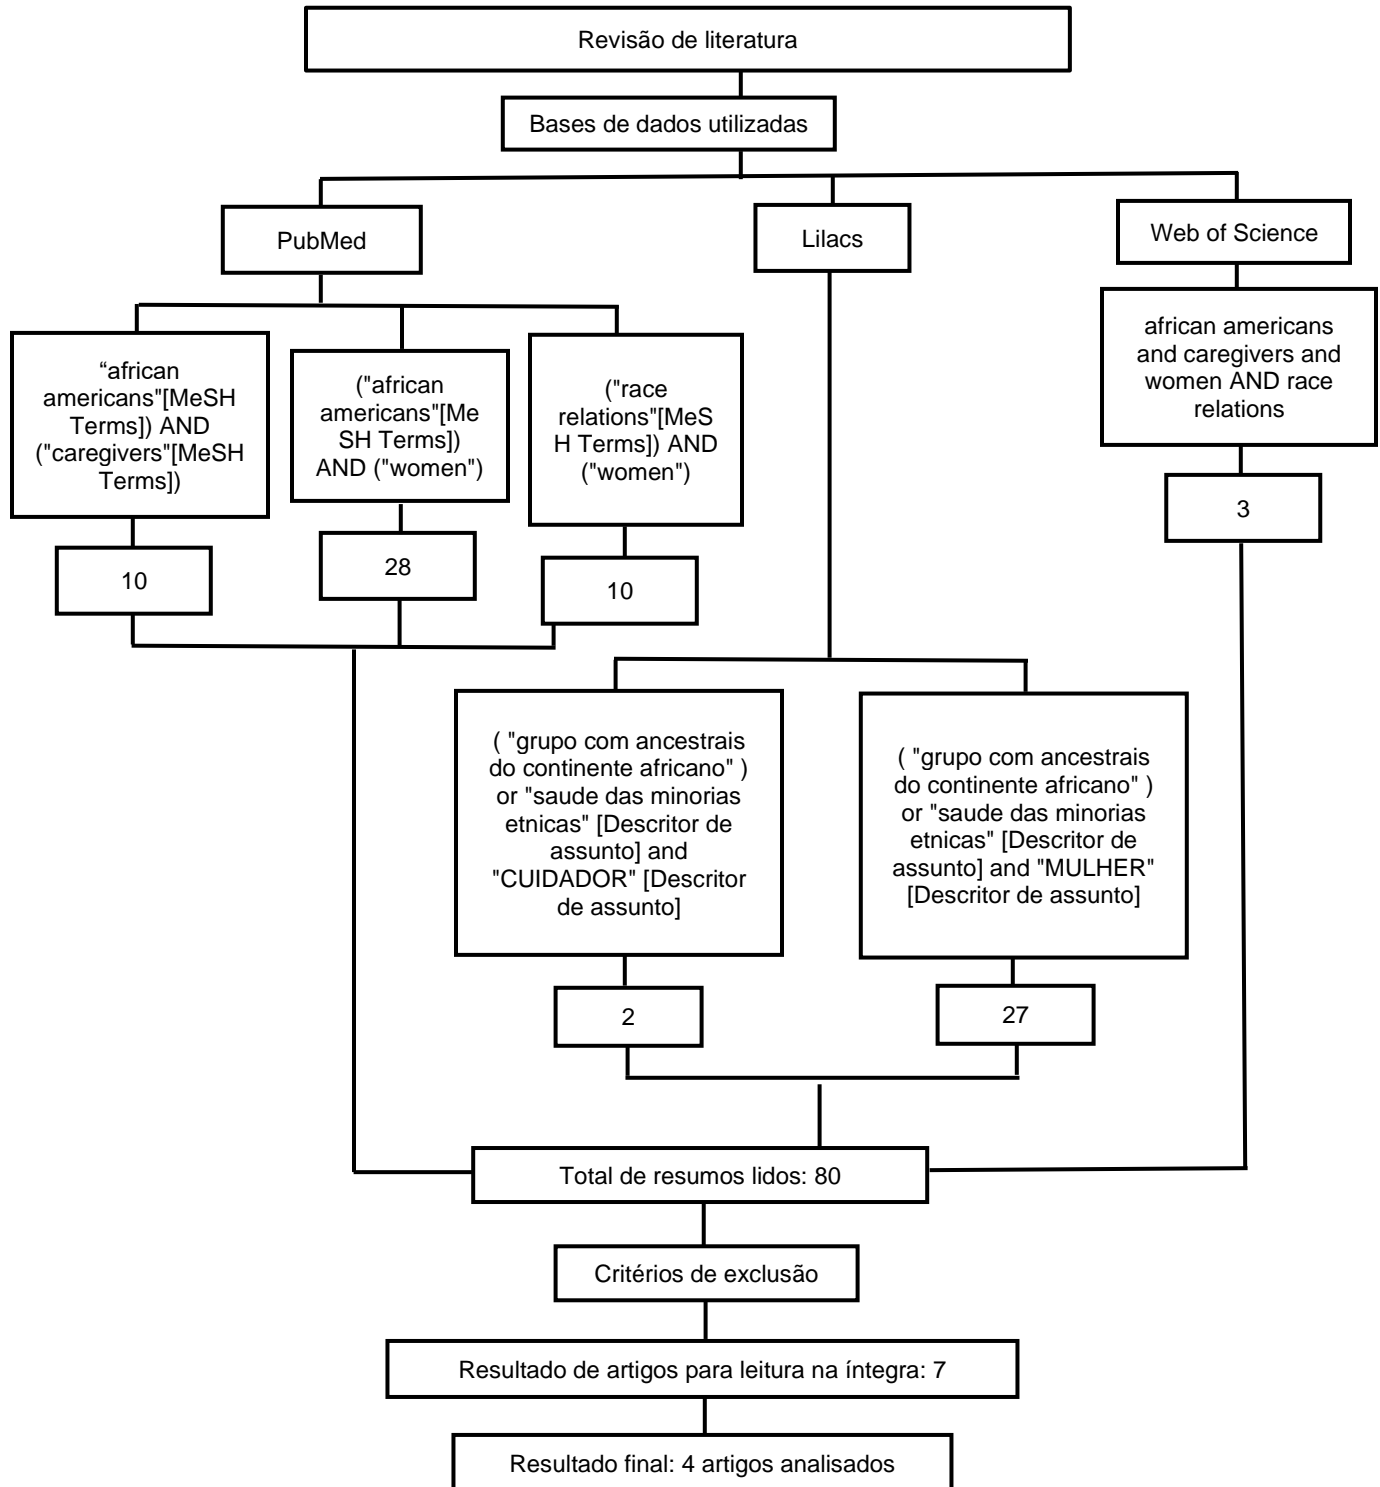 Revisão de literatura
Bases de dados utilizadas
PubMed
Lilacs
Web of Science
“african
americans"[MeSH
Terms]) AND
("caregivers"[MeSH
Terms])
("african
americans"[Me
SH Terms])
AND ("women")
("race
relations"[MeS
H Terms]) AND
("women")
african americans
and caregivers and
women AND race
relations
10
28
10
3
( "grupo com ancestrais
do continente africano" )
or "saude das minorias
etnicas" [Descritor de
assunto] and
"CUIDADOR" [Descritor
de assunto]
( "grupo com ancestrais
do continente africano" )
or "saude das minorias
etnicas" [Descritor de
assunto] and "MULHER"
[Descritor de assunto]
2
27
Total de resumos lidos: 80
Critérios de exclusão
Resultado de artigos para leitura na íntegra: 7
Resultado final: 4 artigos analisados